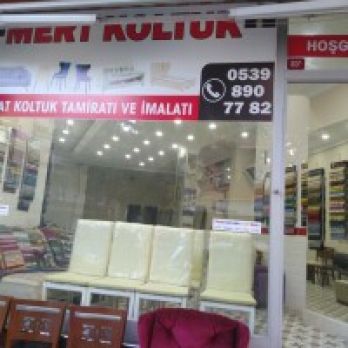 MERT KOLTUK
HOŞG
0539
890
77 82
AT KOLTUK TAMİRATI VE İMALATI